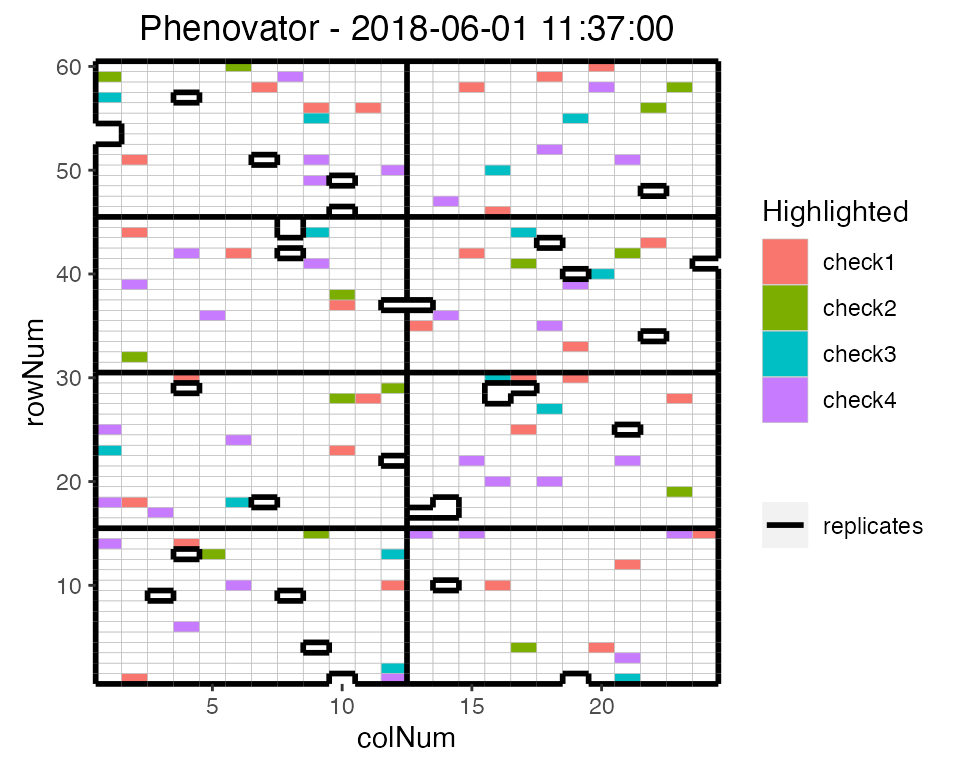 Phenovator - 2018-06-01 11:37:00
60
50
40
30
20
10
rowNum
5
10
15
20
colNum
Highlighted
check1
check2
check3
check4
replicates